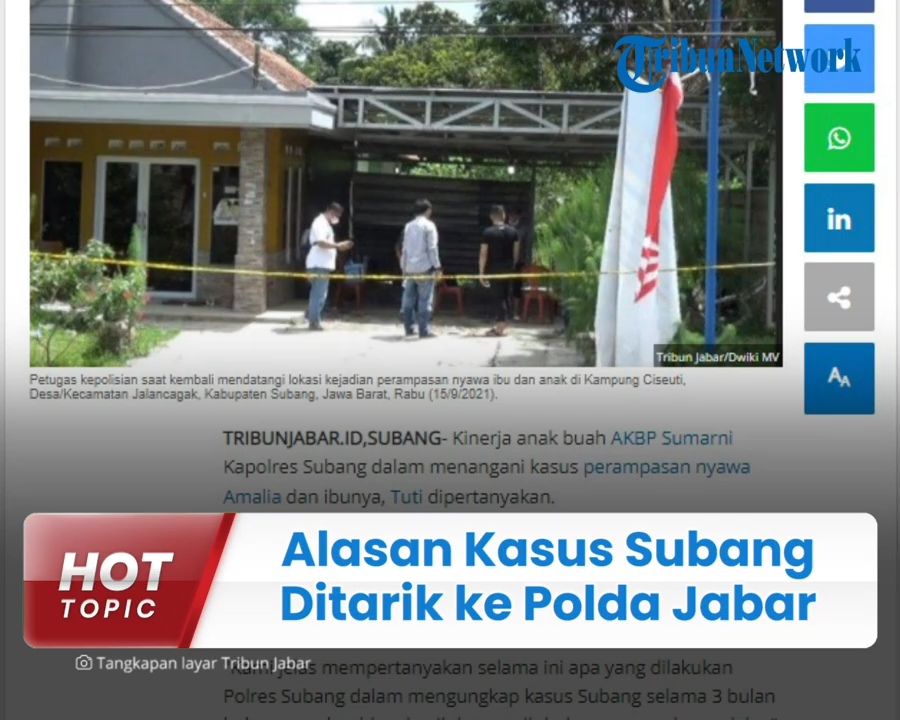 TribunNetwork
in
Tribun Jabar/Dwiki MV
AA
Petugas kepolisian saat kembali mendatangi lokasi kejadian perampasan nyawa ibu dan anak di Kampung Ciseuti,
Desa/Kecamatan Jalancagak, Kabupaten Subang, Jawa Barat, Rabu (15/9/2021).
TRIBUNJABAR.ID,SUBANG- Kinerja anak buah AKBP Sumarni
Kapolres Subang dalam menangani kasus perampasan nyawa
Amalia dan ibunya, Tuti dipertanyakan.
HOT
TOPIC
Alasan Kasus Subang
Ditarik ke Polda Jabar
Tangkapan layar Tribun Jabar
"Kami jelas mempertanyakan selama ini apa yang dilakukan
Polres Subang dalam mengungkap kasus Subang selama 3 bulan